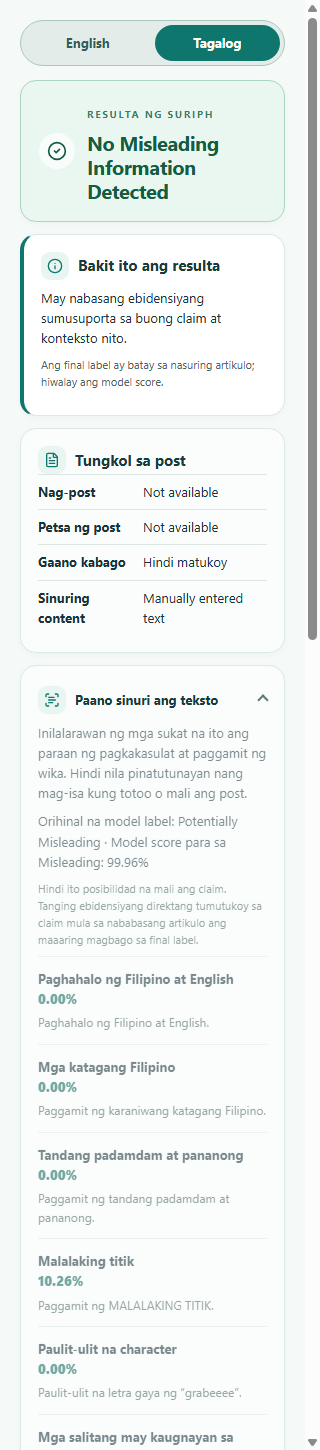 English
Tagalog
RESULTA NG SURIPH
No Misleading
Information
Detected
Bakit ito ang resulta
May nabasang ebidensiyang
sumusuporta sa buong claim at
konteksto nito.
Ang final label ay batay sa nasuring artikulo;
hiwalay ang model score.
Tungkol sa post
Nag-post Not available
Petsa ng post Not available
Gaano kabago Hindi matukoy
Sinuring Manually entered
content text
Paano sinuri ang teksto
Inilalarawan ng mga sukat na ito ang
paraan ng pagkakasulat at paggamit ng
wika. Hindi nila pinatutunayan nang
mag-isa kung totoo o mali ang post.
Orihinal na model label: Potentially
Misleading · Model score para sa
Misleading: 99.96%
Hindi ito posibilidad na mali ang claim.
Tanging ebidensiyang direktang tumutukoy sa
claim mula sa nababasang artikulo ang
maaaring magbago sa final label.
Paghahalo ng Filipino at English
0.00%
Paghahalo ng Filipino at English.
Mga katagang Filipino
0.00%
Paggamit ng karaniwang katagang Filipino.
Tandang padamdam at pananong
0.00%
Paggamit ng tandang padamdam at
pananong.
Malalaking titik
10.26%
Paggamit ng MALALAKING TITIK.
Paulit-ulit na character
0.00%
Paulit-ulit na letra gaya ng "grabeeee".
Mga salitang may kaugnayan sa